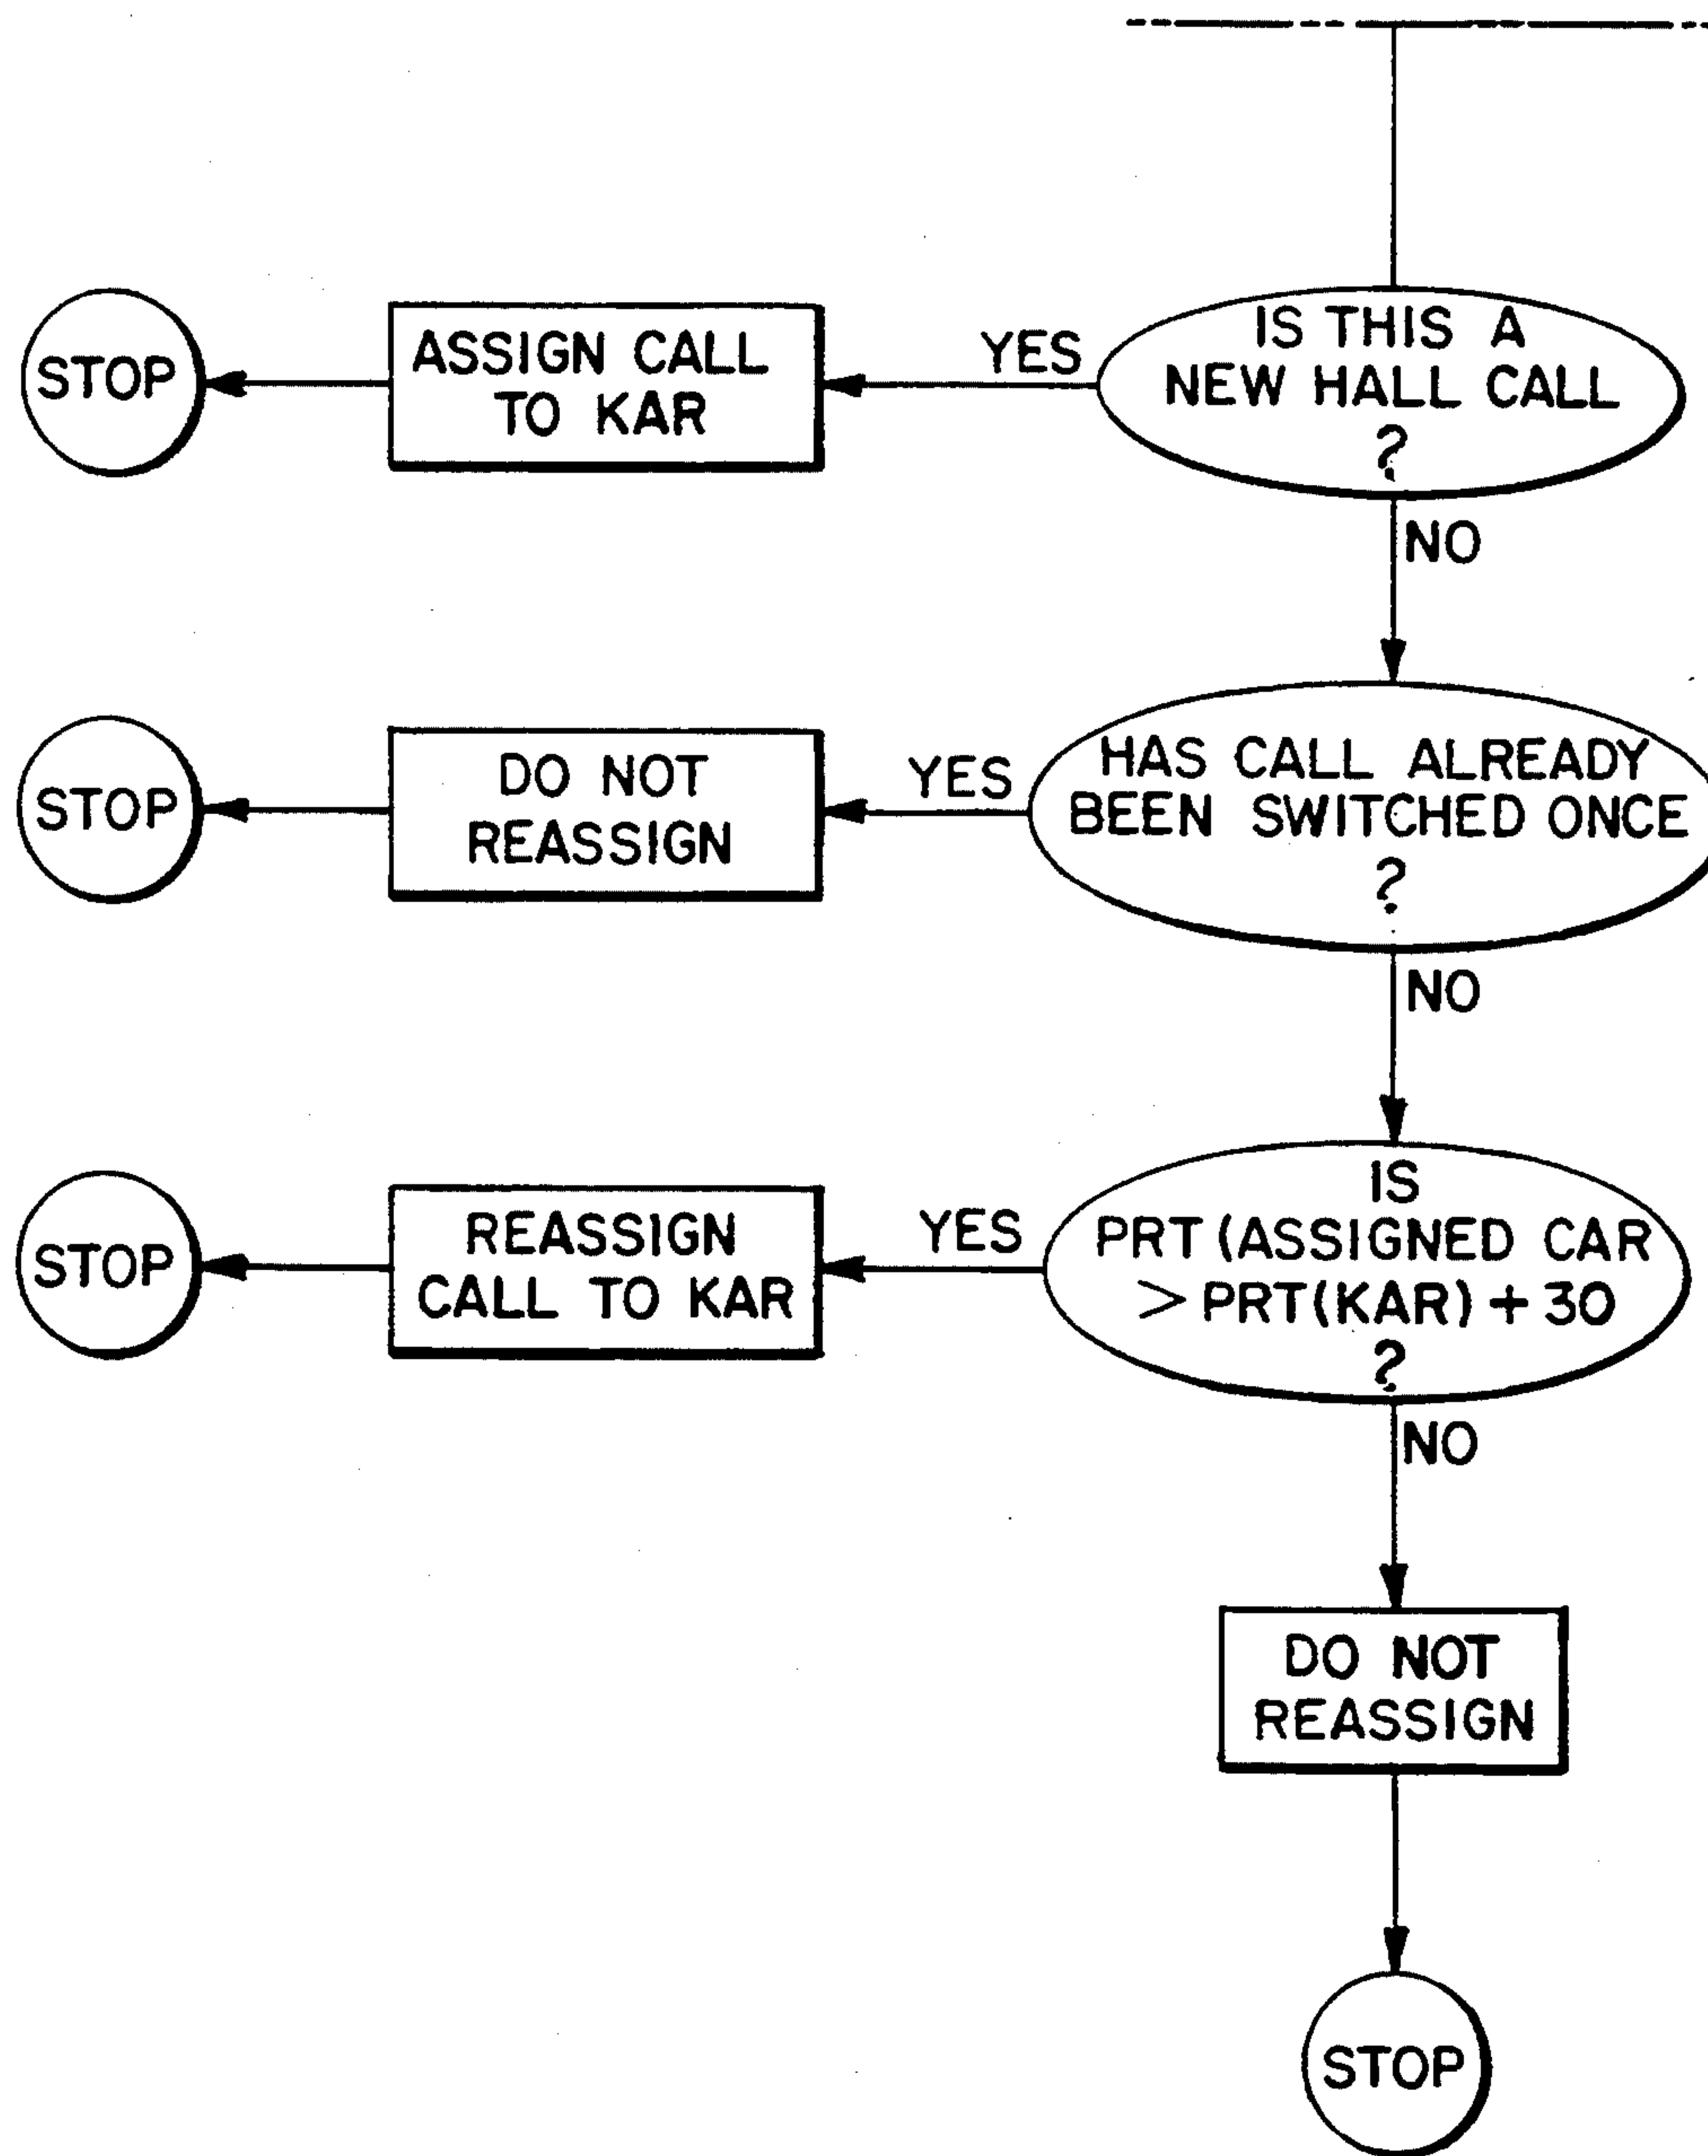 IS THIS A
NEW HALL CALL
?
YES
ASSIGN CALL
TO KAR
STOP
NO
HAS CALL ALREADY
BEEN SWITCHED ONCE
?
YES
DO NOT
REASSIGN
STOP
NO
IS
PRT (ASSIGNED CAR
> PRT(KAR) + 30
?
YES
REASSIGN
CALL TO KAR
STOP
NO
DO NOT
REASSIGN
STOP